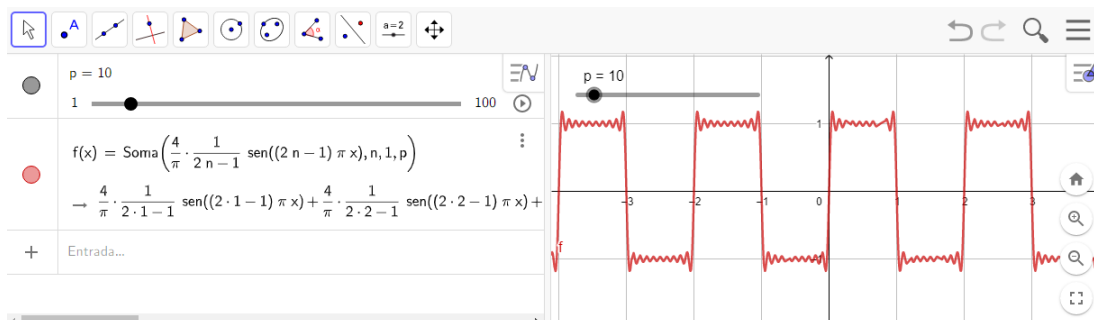 A
a=2
p = 10
1 100
f(x) = Soma(4/π · 1/(2 n − 1) sen((2 n − 1) π x), n, 1, p)
→ 4/π · 1/(2·1−1) sen((2·1−1) π x) + 4/π · 1/(2·2−1) sen((2·2−1) π x) +
+ Entrada...
p = 10
1
−3 −2 −1 0 1 2 3
f
−1